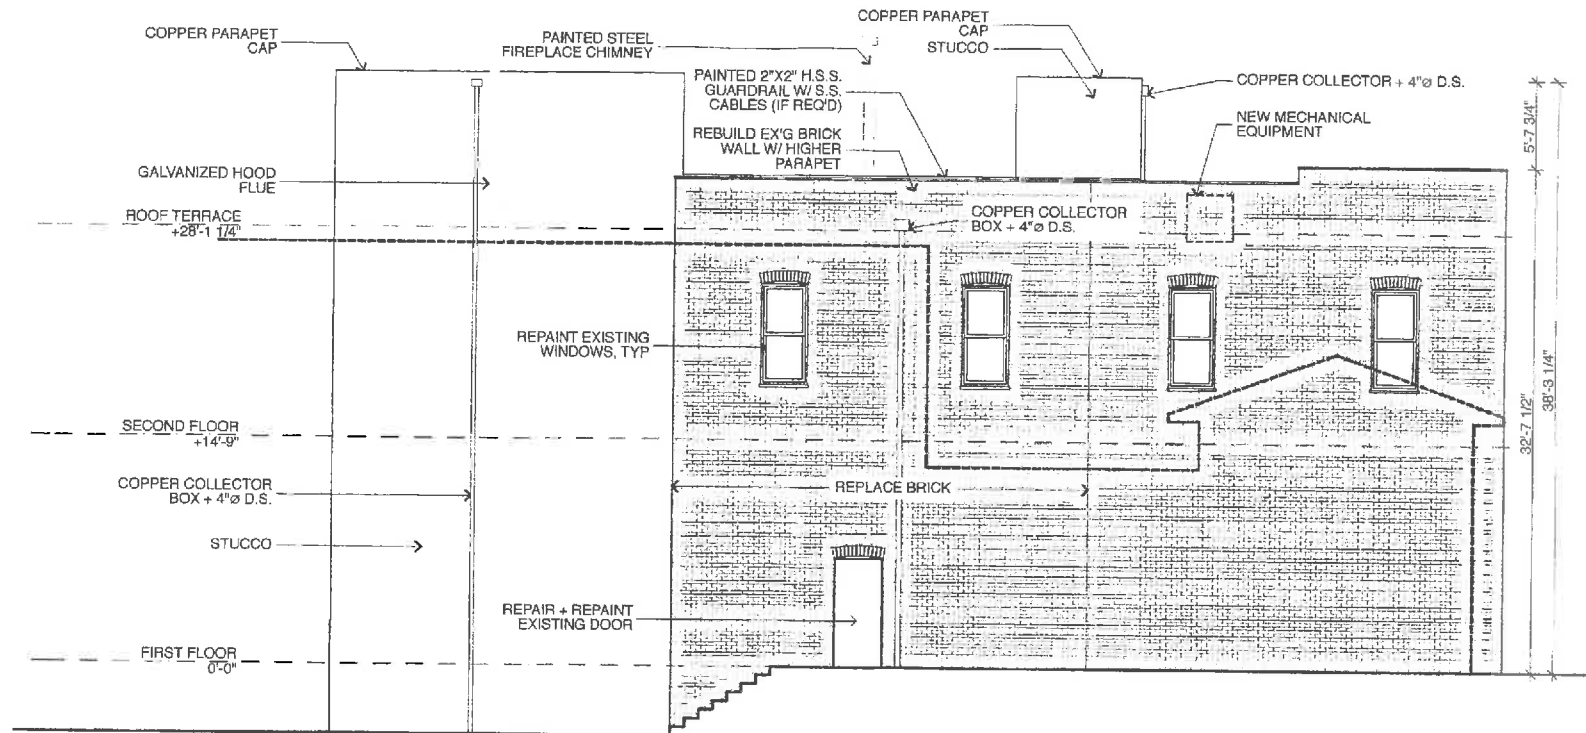 COPPER PARAPET
CAP
PAINTED STEEL
FIREPLACE CHIMNEY
COPPER PARAPET
CAP
STUCCO
PAINTED 2"X2" H.S.S.
GUARDRAIL W/ S.S.
CABLES (IF REQ'D)
COPPER COLLECTOR + 4"ø D.S.
NEW MECHANICAL
EQUIPMENT
REBUILD EX'G BRICK
WALL W/ HIGHER
PARAPET
5'-7 3/4"
GALVANIZED HOOD
FLUE
ROOF TERRACE
+28'-1 1/4"
COPPER COLLECTOR
BOX + 4"ø D.S.
REPAINT EXISTING
WINDOWS, TYP
SECOND FLOOR
+14'-9"
32'-7 1/2"
38'-3 1/4"
COPPER COLLECTOR
BOX + 4"ø D.S.
REPLACE BRICK
STUCCO
REPAIR + REPAINT
EXISTING DOOR
FIRST FLOOR
0'-0"